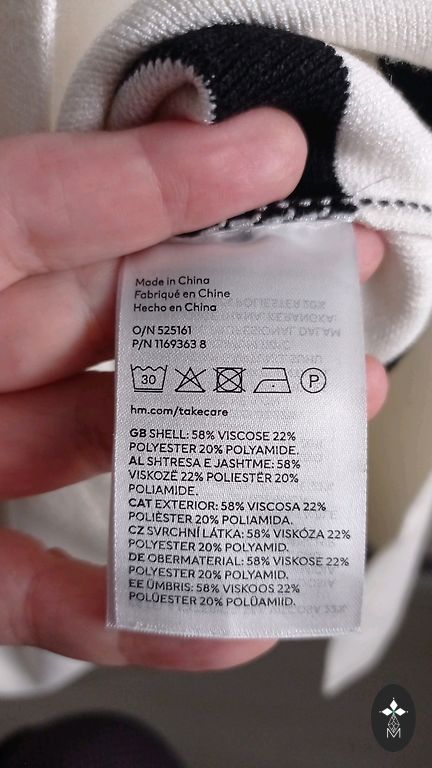 Made in China
Fabriqué en Chine
Hecho en China
O/N 525161
P/N 1169363 8
30
P
hm.com/takecare
GB SHELL: 58% VISCOSE 22%
POLYESTER 20% POLYAMIDE.
AL SHTRESA E JASHTME: 58%
VISKOZË 22% POLIESTËR 20%
POLIAMIDE.
CAT EXTERIOR: 58% VISCOSA 22%
POLIÈSTER 20% POLIAMIDA.
CZ SVRCHNÍ LÁTKA: 58% VISKÓZA 22%
POLYESTER 20% POLYAMID.
DE OBERMATERIAL: 58% VISKOSE 22%
POLYESTER 20% POLYAMID.
EE ÜMBRIS: 58% VISKOOS 22%
POLÜESTER 20% POLÜAMIID.
M